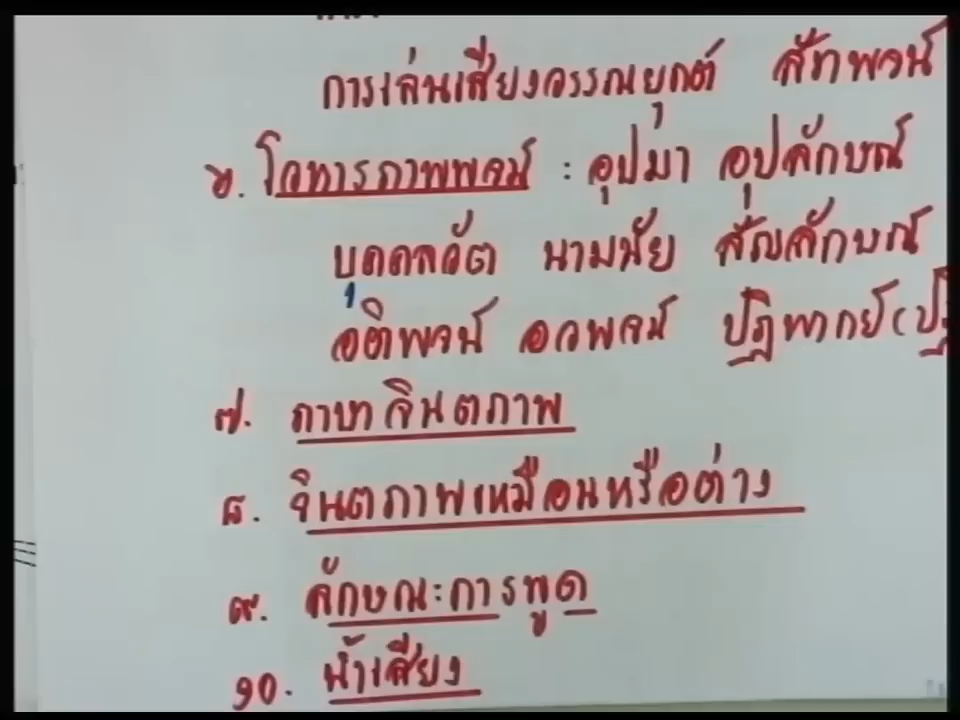 การเล่นเสียงวรรณยุกต์ สัทพจน์
๖. โวหารภาพพจน์ : อุปมา อุปลักษณ์
บุคคลวัต นามนัย สัญลักษณ์
อติพจน์ อวพจน์ ปฏิพากย์ (ปฏิ
๗. ภาษาจินตภาพ
๘. จินตภาพเหมือนหรือต่าง
๙. ลักษณะการพูด
๑๐. น้ำเสียง